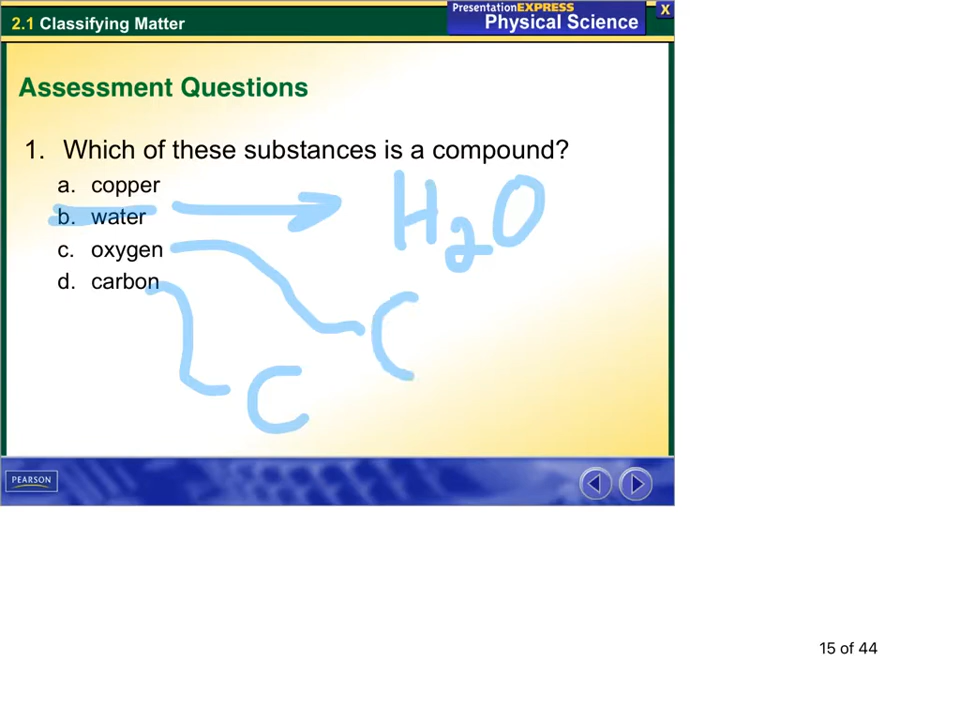 2.1 Classifying Matter
PresentationEXPRESS
Physical Science
X
Assessment Questions
1. Which of these substances is a compound?
a. copper
b. water
c. oxygen
d. carbon
H2O
C
C
PEARSON
15 of 44